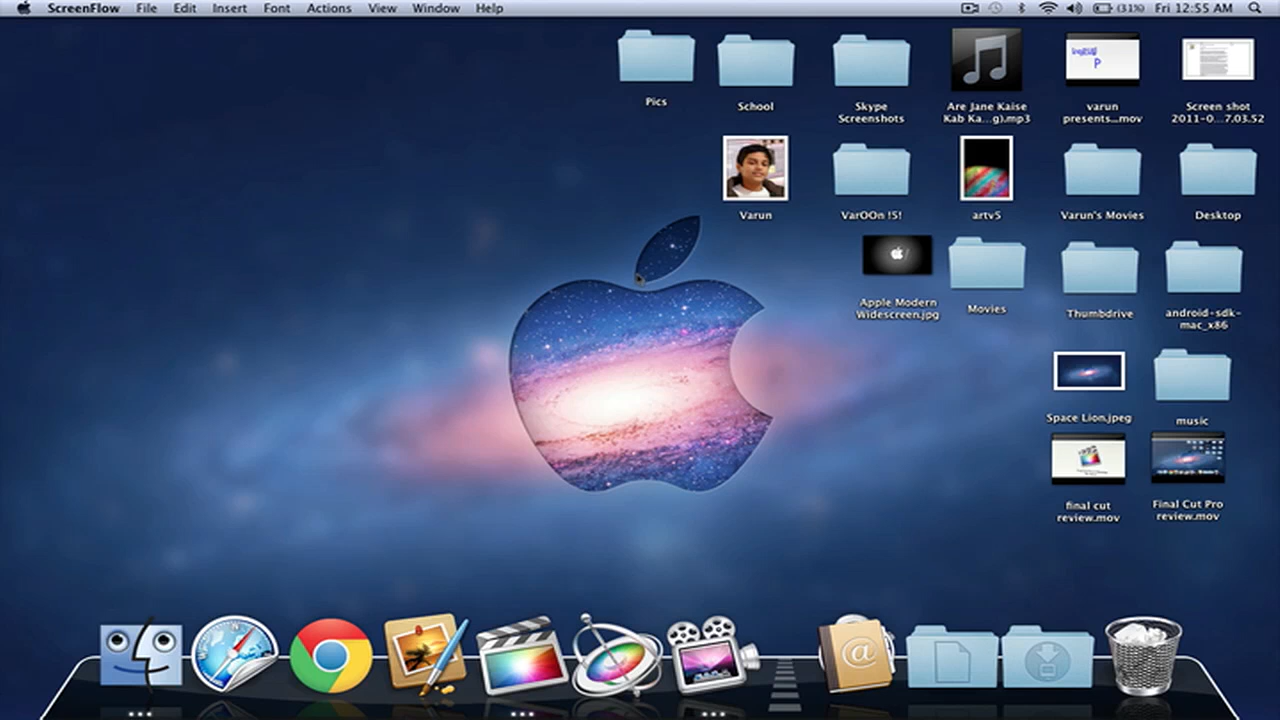 ScreenFlow File Edit Insert Font Actions View Window Help (31%) Fri 12:55 AM
Pics
School
Skype
Screenshots
Are Jane Kaise
Kab Ka...g).mp3
varun
presents...mov
Screen shot
2011-0...7.03.52
Varun
VarOOn !5!
artv5
Varun's Movies
Desktop
Apple Modern
Widescreen.jpg
Movies
Thumbdrive
android-sdk-
mac_x86
Space Lion.jpeg
music
final cut
review.mov
Final Cut Pro
review.mov